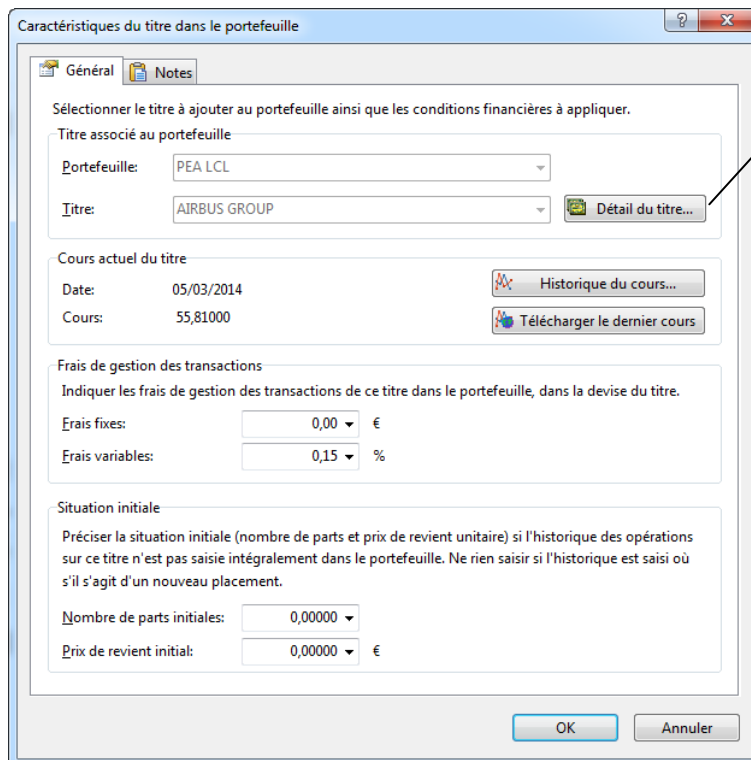 Caractéristiques du titre dans le portefeuille
Général Notes
Sélectionner le titre à ajouter au portefeuille ainsi que les conditions financières à appliquer.
Titre associé au portefeuille
Portefeuille: PEA LCL
Titre: AIRBUS GROUP Détail du titre...
Cours actuel du titre
Date: 05/03/2014 Historique du cours...
Cours: 55,81000 Télécharger le dernier cours
Frais de gestion des transactions
Indiquer les frais de gestion des transactions de ce titre dans le portefeuille, dans la devise du titre.
Frais fixes: 0,00 €
Frais variables: 0,15 %
Situation initiale
Préciser la situation initiale (nombre de parts et prix de revient unitaire) si l'historique des opérations
sur ce titre n'est pas saisie intégralement dans le portefeuille. Ne rien saisir si l'historique est saisi où
s'il s'agit d'un nouveau placement.
Nombre de parts initiales: 0,00000
Prix de revient initial: 0,00000 €
OK Annuler